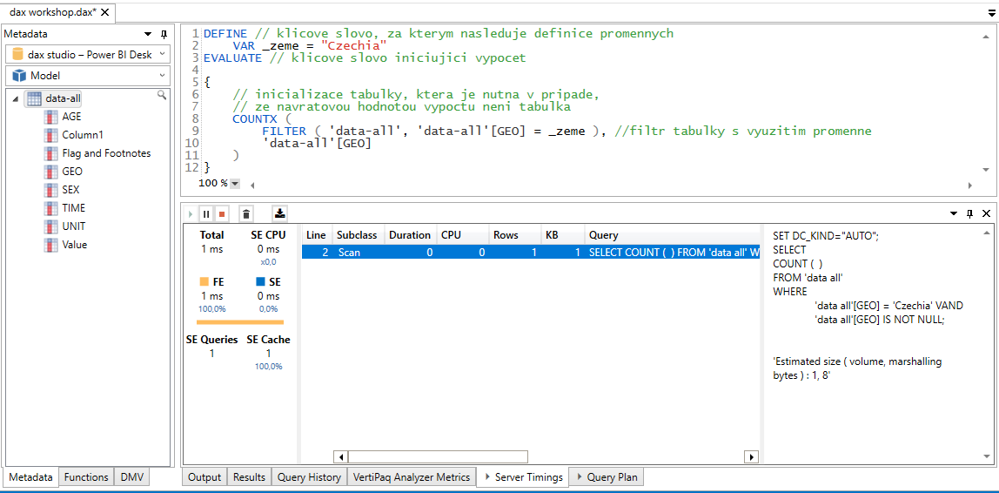 dax workshop.dax*
Metadata
dax studio – Power BI Desk
Model
data-all
AGE
Column1
Flag and Footnotes
GEO
SEX
TIME
UNIT
Value
Metadata Functions DMV
1 DEFINE // klicove slovo, za kterym nasleduje definice promennych
2 VAR _zeme = "Czechia"
3 EVALUATE // klicove slovo iniciujici vypocet
4
5 {
6 // inicializace tabulky, ktera je nutna v pripade,
7 // ze navratovou hodnotou vypoctu neni tabulka
8 COUNTX (
9 FILTER ( 'data-all', 'data-all'[GEO] = _zeme ), //filtr tabulky s vyuzitim promenne
10 'data-all'[GEO]
11 )
12 }
100 %
Total SE CPU
1 ms 0 ms
x0,0
FE SE
1 ms 0 ms
100,0% 0,0%
SE Queries SE Cache
1 1
100,0%
Line Subclass Duration CPU Rows KB Query
2 Scan 0 0 1 1 SELECT COUNT ( ) FROM 'data all' W
SET DC_KIND="AUTO";
SELECT
COUNT ( )
FROM 'data all'
WHERE
'data all'[GEO] = 'Czechia' VAND
'data all'[GEO] IS NOT NULL;
'Estimated size ( volume, marshalling
bytes ) : 1, 8'
Output Results Query History VertiPaq Analyzer Metrics Server Timings Query Plan